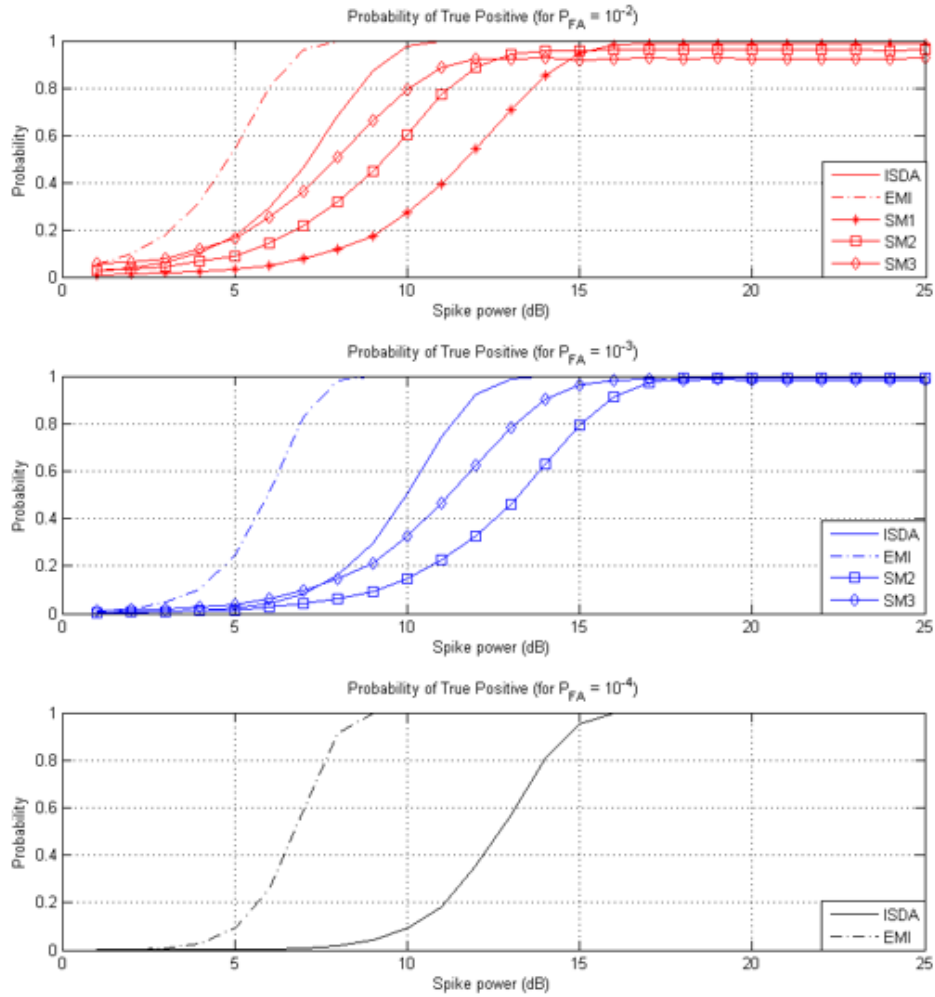 Probability of True Positive (for P_FA = 10^-2)
1
0.8
0.6
0.4
0.2
0
Probability
ISDA
EMI
SM1
SM2
SM3
0 5 10 15 20 25
Spike power (dB)
Probability of True Positive (for P_FA = 10^-3)
1
0.8
0.6
0.4
0.2
0
Probability
ISDA
EMI
SM2
SM3
0 5 10 15 20 25
Spike power (dB)
Probability of True Positive (for P_FA = 10^-4)
1
0.8
0.6
0.4
0.2
0
Probability
ISDA
EMI
0 5 10 15 20 25
Spike power (dB)